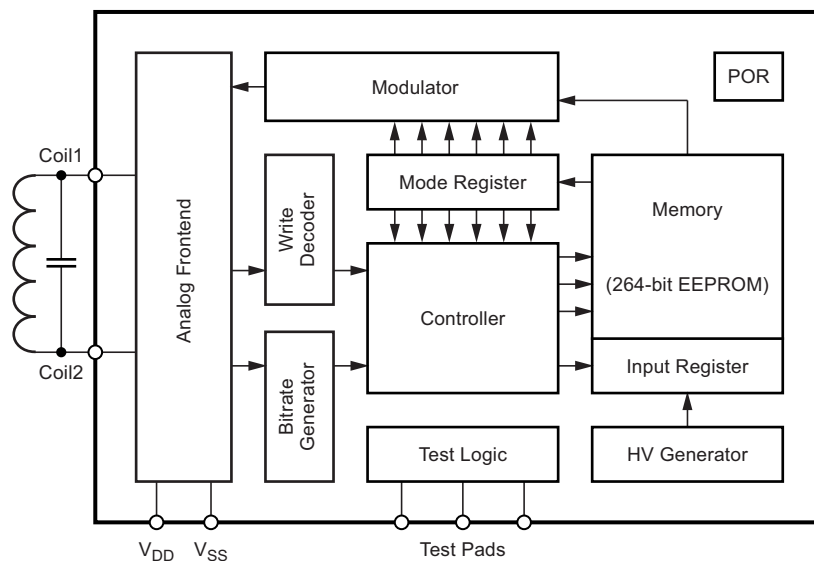 Modulator
POR
Coil1
Analog Frontend
Write
Decoder
Mode Register
Memory
(264-bit EEPROM)
Controller
Coil2
Bitrate
Generator
Input Register
Test Logic
HV Generator
VDD
VSS
Test Pads